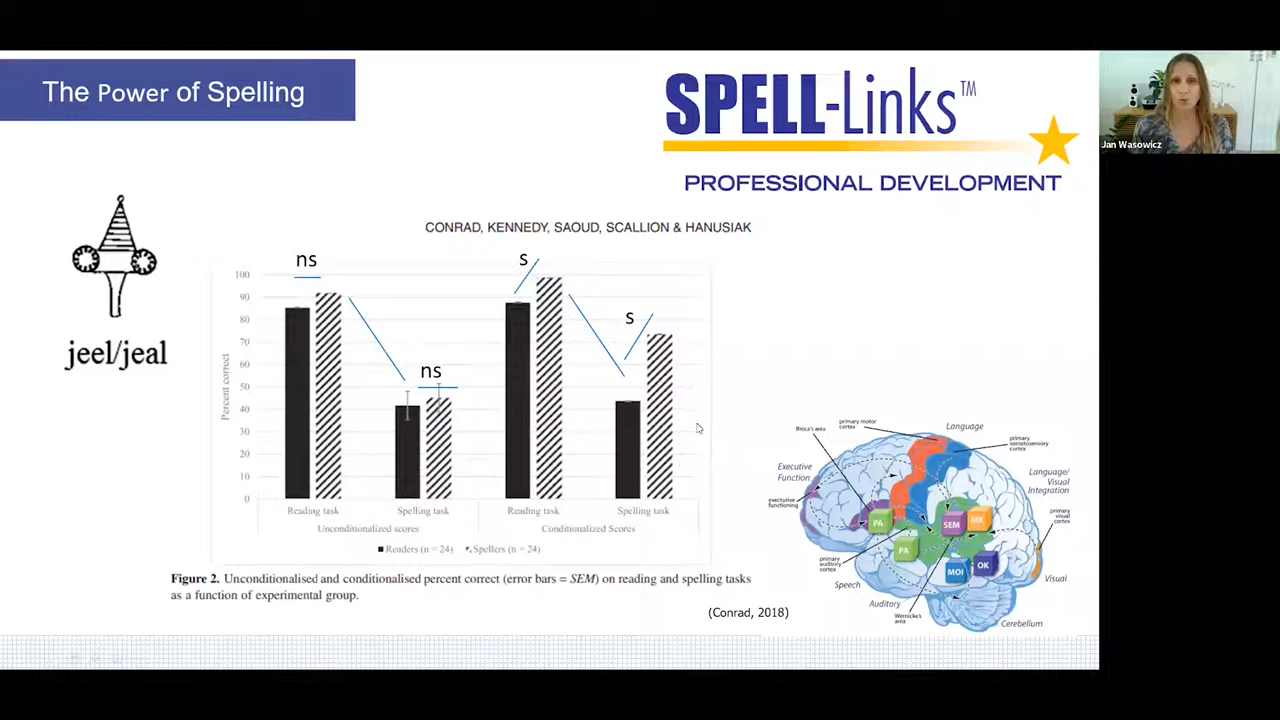 The Power of Spelling
SPELL-Links™
PROFESSIONAL DEVELOPMENT
Jan Wasowicz
jeel/jeal
CONRAD, KENNEDY, SAOUD, SCALLION & HANUSIAK
ns
s
s
ns
Percent correct
100
90
80
70
60
50
40
30
20
10
0
Reading task
Spelling task
Reading task
Spelling task
Unconditionalized scores
Conditionalized Scores
Readers (n = 24)
Spellers (n = 24)
Figure 2. Unconditionalised and conditionalised percent correct (error bars = SEM) on reading and spelling tasks
as a function of experimental group.
(Conrad, 2018)
primary motor
cortex
Language
Broca's area
primary
somatosensory
cortex
Executive
Function
Language/
Visual
Integration
executive
functioning
primary
visual
cortex
PA
SEM
MK
PA
MOI
OK
primary
auditory
cortex
Speech
Visual
Auditory
Wernicke's
area
Cerebellum